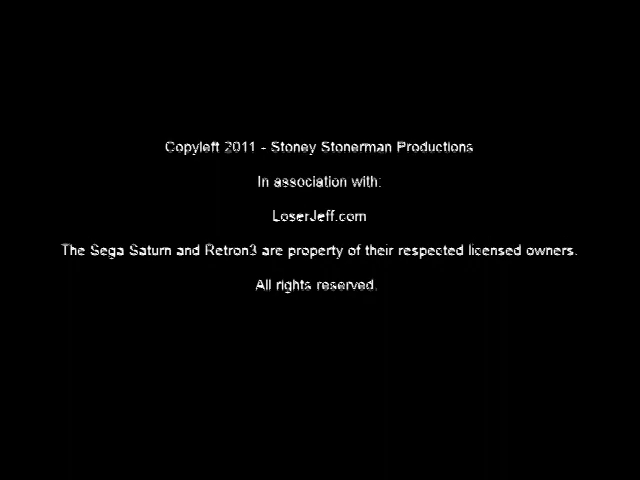 Copyleft 2011 - Stoney Stonerman Productions
In association with:
LoserJeff.com
The Sega Saturn and Retron3 are property of their respected licensed owners.
All rights reserved.